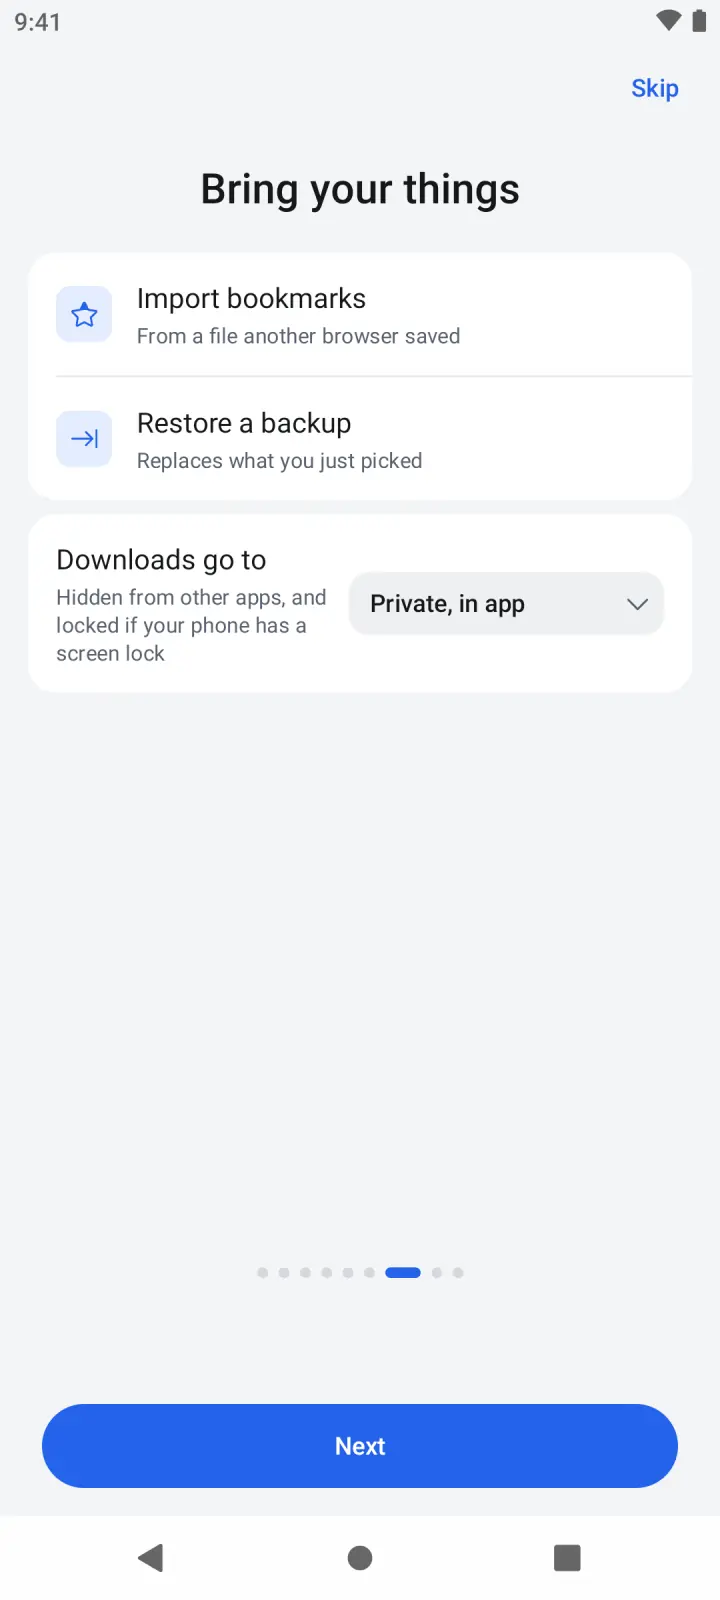 9:41
Skip
Bring your things
Import bookmarks
From a file another browser saved
Restore a backup
Replaces what you just picked
Downloads go to
Hidden from other apps, and
locked if your phone has a
screen lock
Private, in app
Next